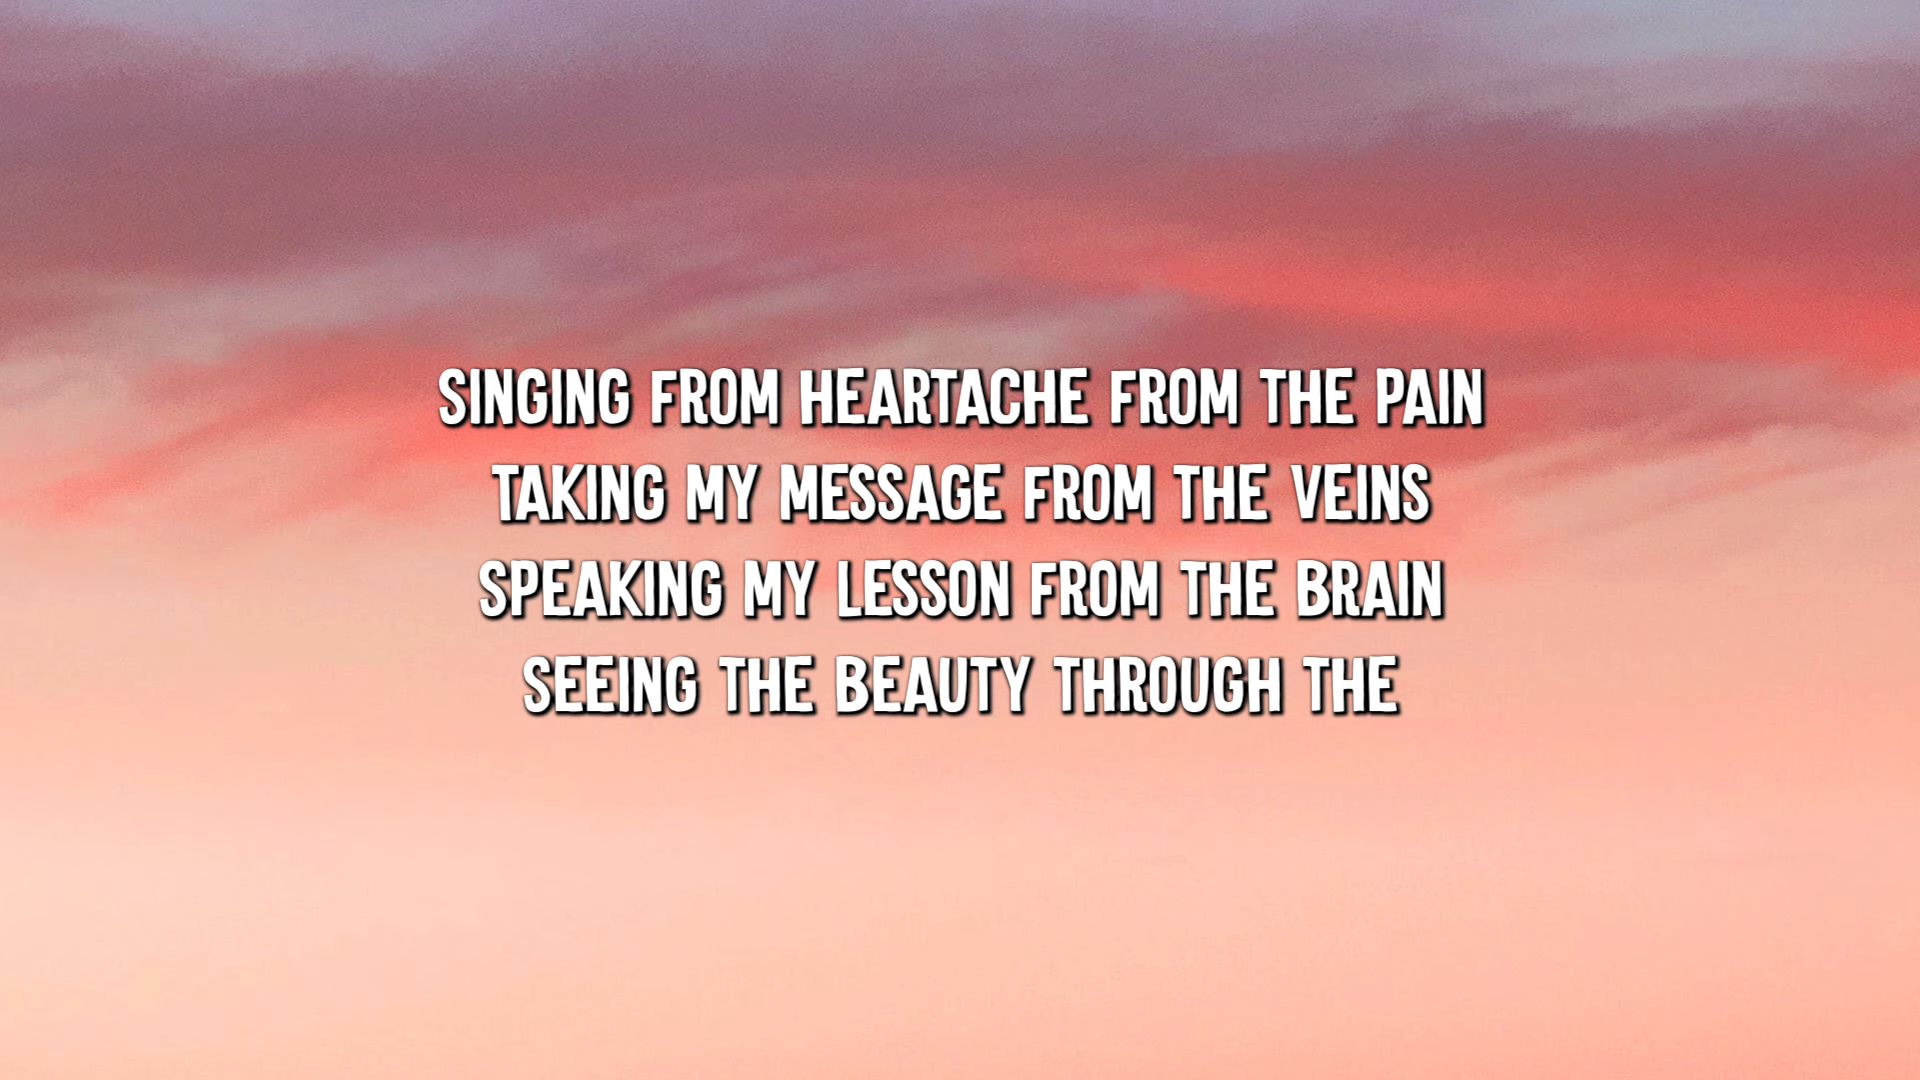 SINGING FROM HEARTACHE FROM THE PAIN
TAKING MY MESSAGE FROM THE VEINS
SPEAKING MY LESSON FROM THE BRAIN
SEEING THE BEAUTY THROUGH THE